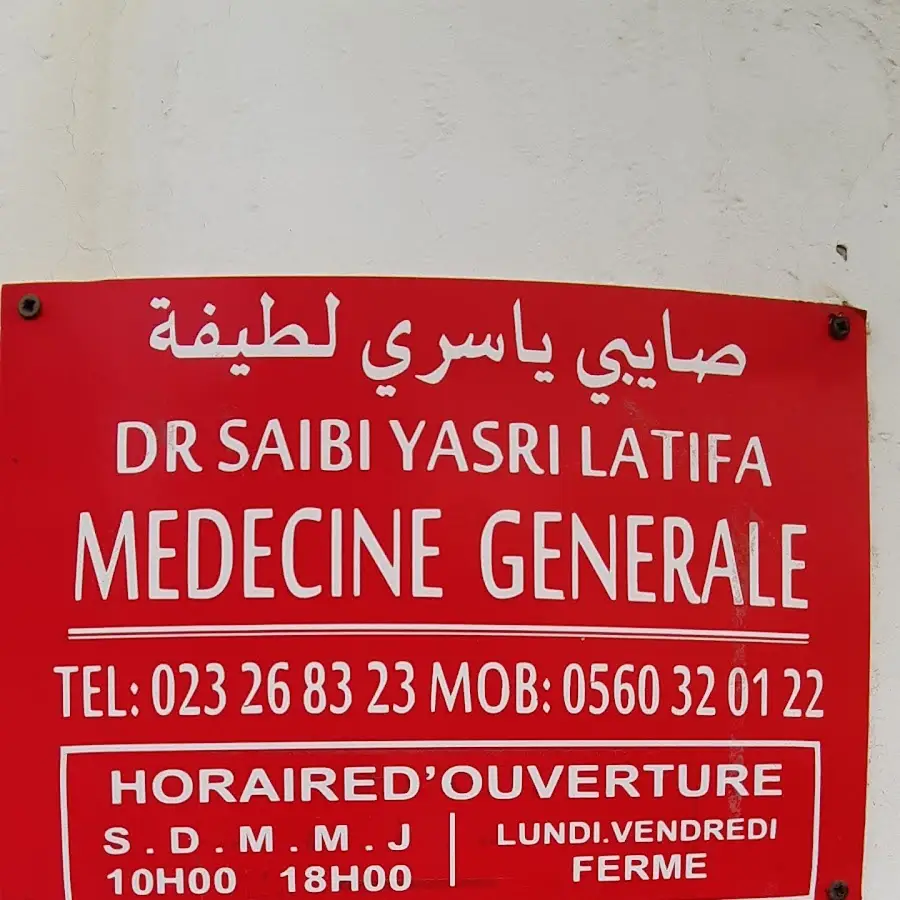 صايبي ياسري لطيفة
DR SAIBI YASRI LATIFA
MEDECINE GENERALE
TEL: 023 26 83 23 MOB: 0560 32 01 22
HORAIRED'OUVERTURE
S . D . M . M . J
10H00 18H00
LUNDI.VENDREDI
FERME